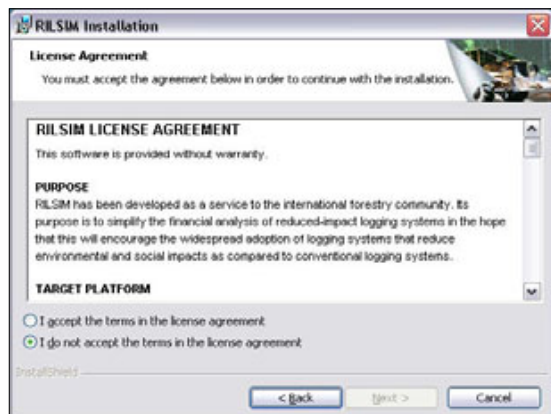 RILSIM Installation
License Agreement
You must accept the agreement below in order to continue with the installation.
RILSIM LICENSE AGREEMENT
This software is provided without warranty.
PURPOSE
RILSIM has been developed as a service to the international forestry community. Its
purpose is to simplify the financial analysis of reduced-impact logging systems in the hope
that this will encourage the widespread adoption of logging systems that reduce
environmental and social impacts as compared to conventional logging systems.
TARGET PLATFORM
I accept the terms in the license agreement
I do not accept the terms in the license agreement
InstallShield
< Back
Next >
Cancel